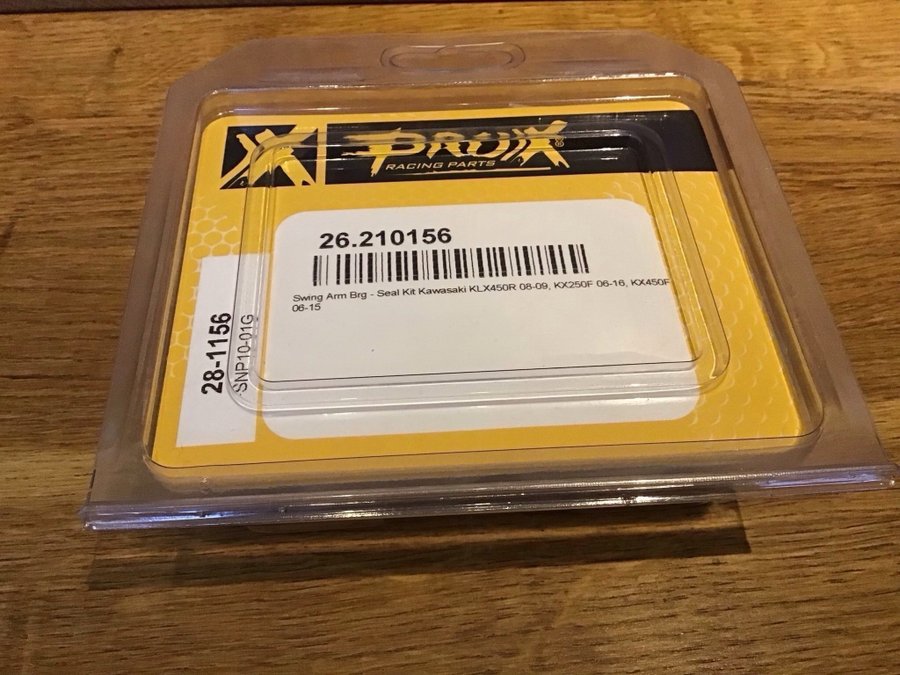 PROX®
RACING PARTS
26.210156
Swing Arm Brg - Seal Kit Kawasaki KLX450R 08-09, KX250F 06-16, KX450F
06-15
28-1156
SNP10-01G